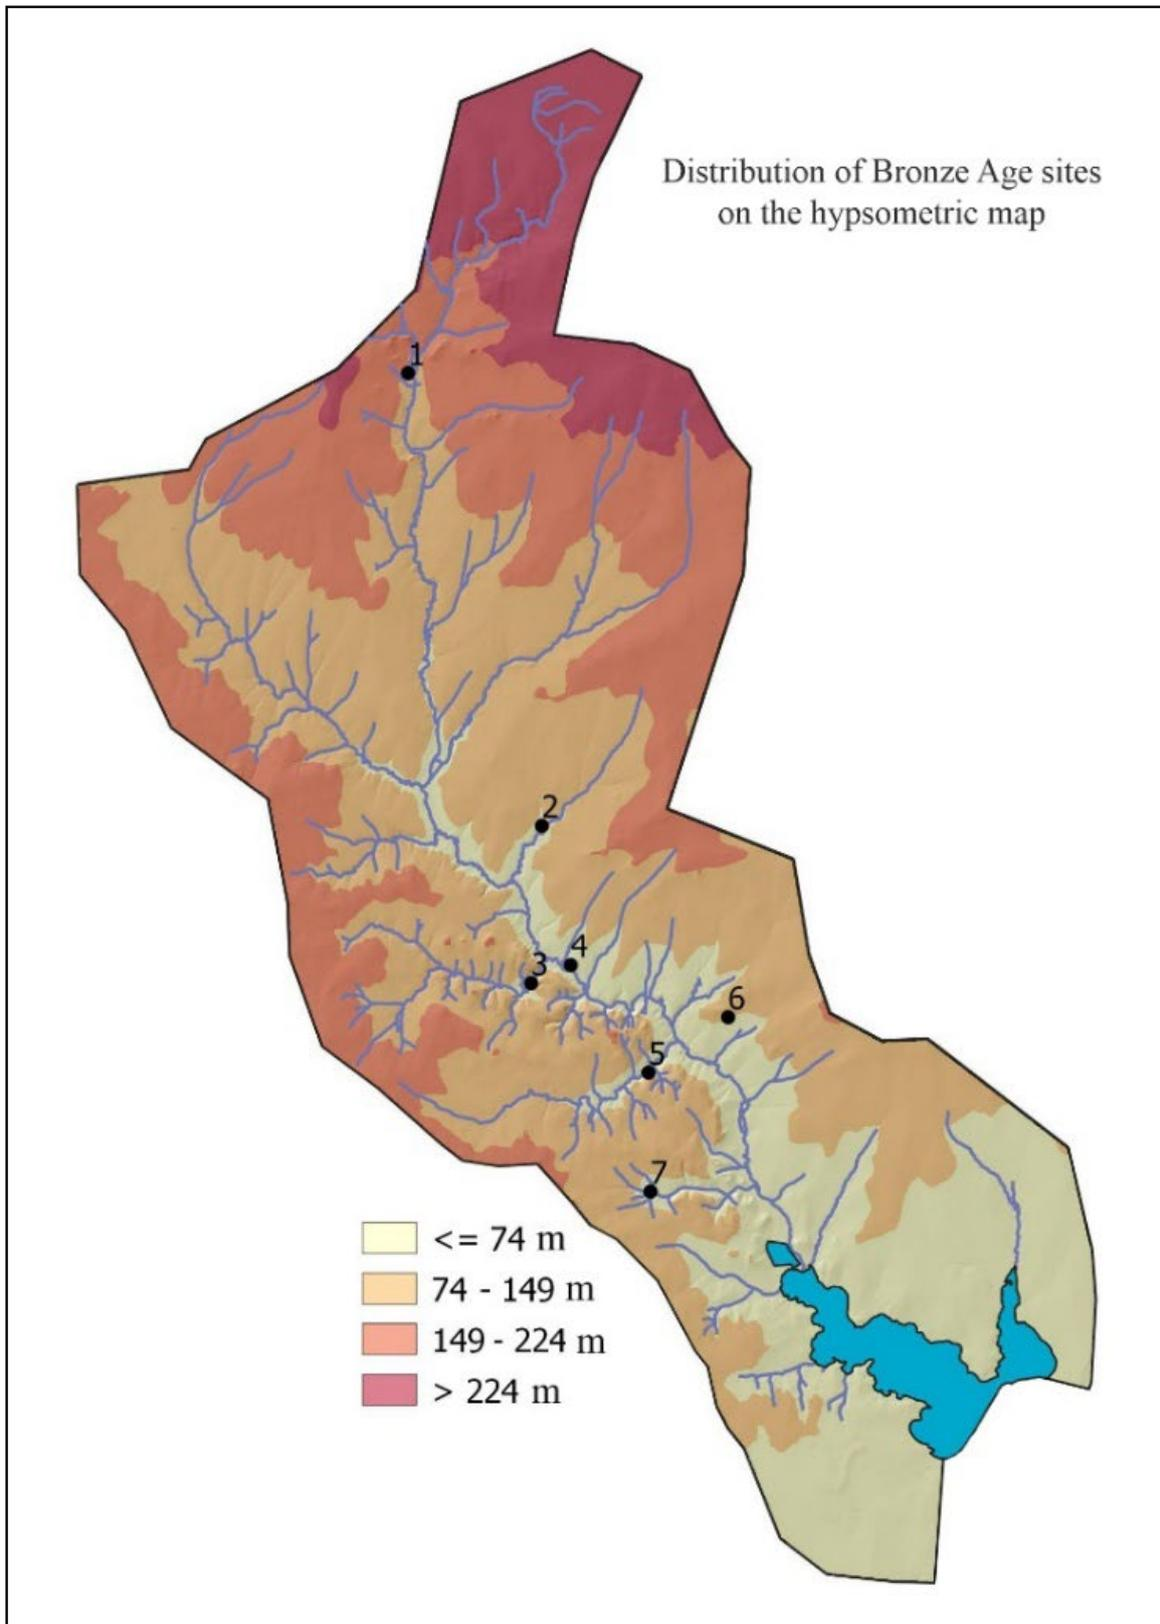 Distribution of Bronze Age sites
on the hypsometric map
1
2
4
3
6
5
7
<= 74 m
74 - 149 m
149 - 224 m
> 224 m